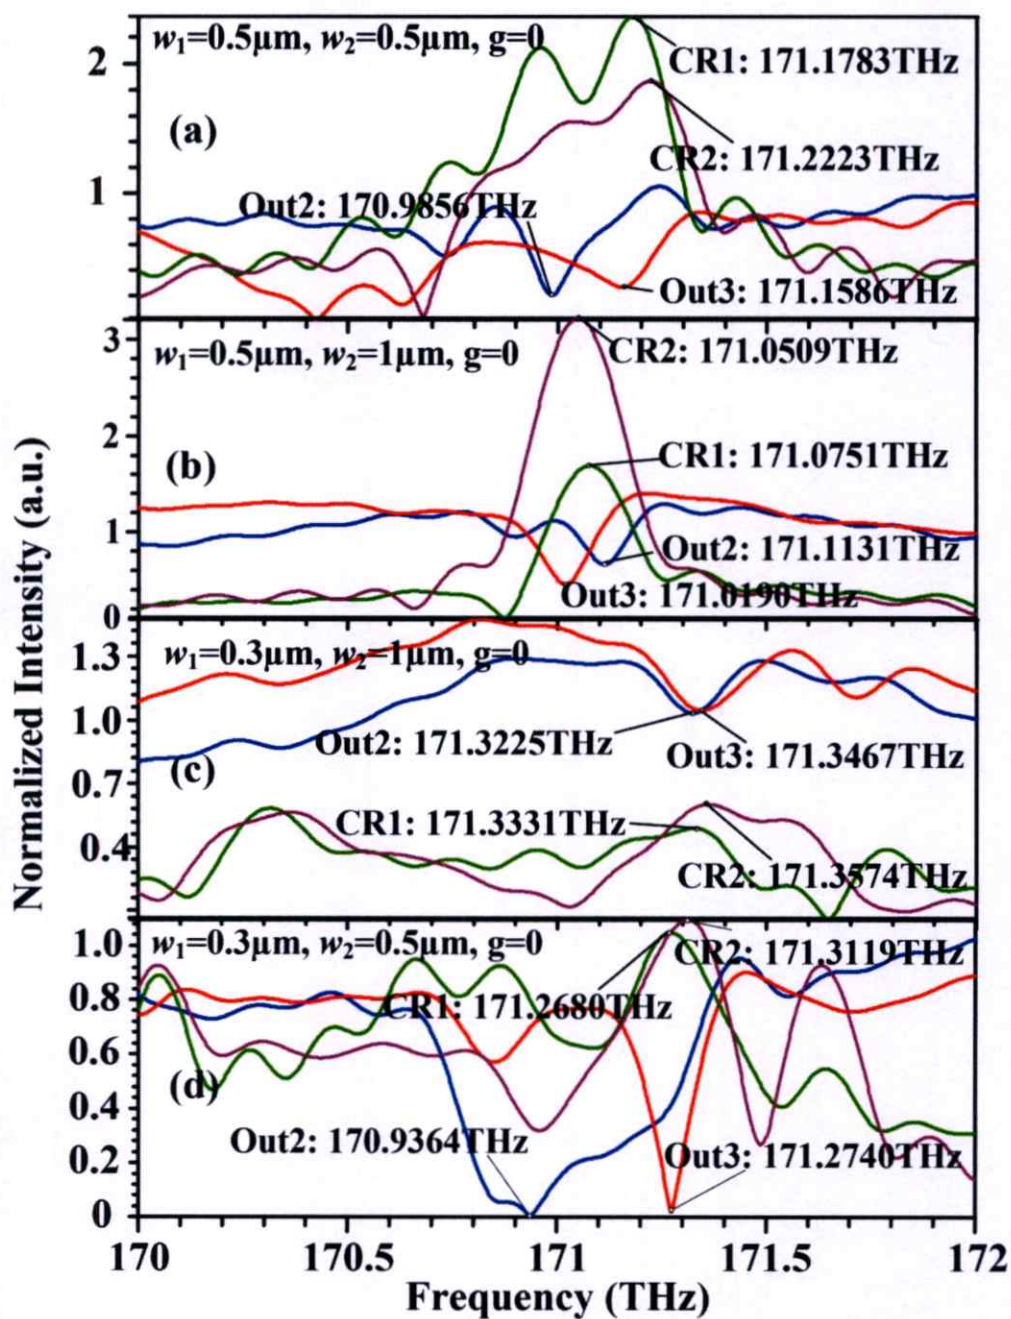 w1=0.5μm, w2=0.5μm, g=0
2
CR1: 171.1783THz
(a)
CR2: 171.2223THz
1
Out2: 170.9856THz
Out3: 171.1586THz
3
w1=0.5μm, w2=1μm, g=0
CR2: 171.0509THz
2
(b)
CR1: 171.0751THz
1
Out2: 171.1131THz
Out3: 171.0190THz
0
1.3
w1=0.3μm, w2=1μm, g=0
1.0
Out2: 171.3225THz
Out3: 171.3467THz
(c)
0.7
CR1: 171.3331THz
0.4
CR2: 171.3574THz
1.0
w1=0.3μm, w2=0.5μm, g=0
CR2: 171.3119THz
0.8
CR1: 171.2680THz
0.6
(d)
0.4
Out2: 170.9364THz
Out3: 171.2740THz
0.2
0
170 170.5 171 171.5 172
Frequency (THz)
Normalized Intensity (a.u.)